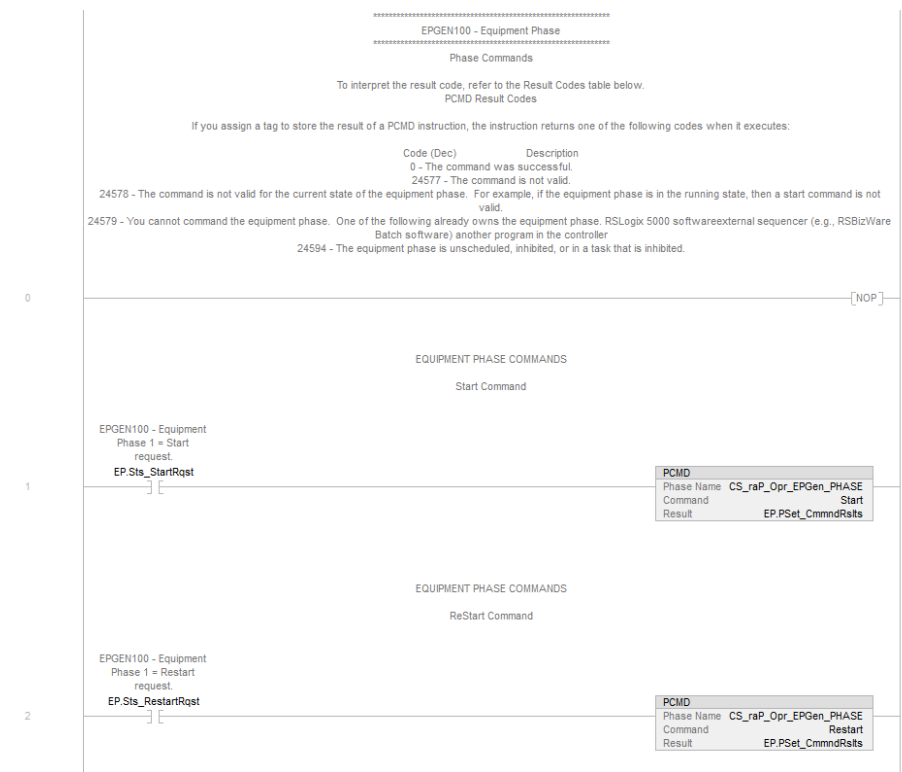 ************************************************************
EPGEN100 - Equipment Phase
************************************************************
Phase Commands
To interpret the result code, refer to the Result Codes table below.
PCMD Result Codes
If you assign a tag to store the result of a PCMD instruction, the instruction returns one of the following codes when it executes:
Code (Dec) Description
0 - The command was successful.
24577 - The command is not valid.
24578 - The command is not valid for the current state of the equipment phase. For example, if the equipment phase is in the running state, then a start command is not
valid.
24579 - You cannot command the equipment phase. One of the following already owns the equipment phase. RSLogix 5000 softwareexternal sequencer (e.g., RSBizWare
Batch software) another program in the controller
24594 - The equipment phase is unscheduled, inhibited, or in a task that is inhibited.
0
NOP
EQUIPMENT PHASE COMMANDS
Start Command
EPGEN100 - Equipment
Phase 1 = Start
request.
EP.Sts_StartRqst
1
PCMD
Phase Name CS_raP_Opr_EPGen_PHASE
Command Start
Result EP.PSet_CmmndRslts
EQUIPMENT PHASE COMMANDS
ReStart Command
EPGEN100 - Equipment
Phase 1 = Restart
request.
EP.Sts_RestartRqst
2
PCMD
Phase Name CS_raP_Opr_EPGen_PHASE
Command Restart
Result EP.PSet_CmmndRslts